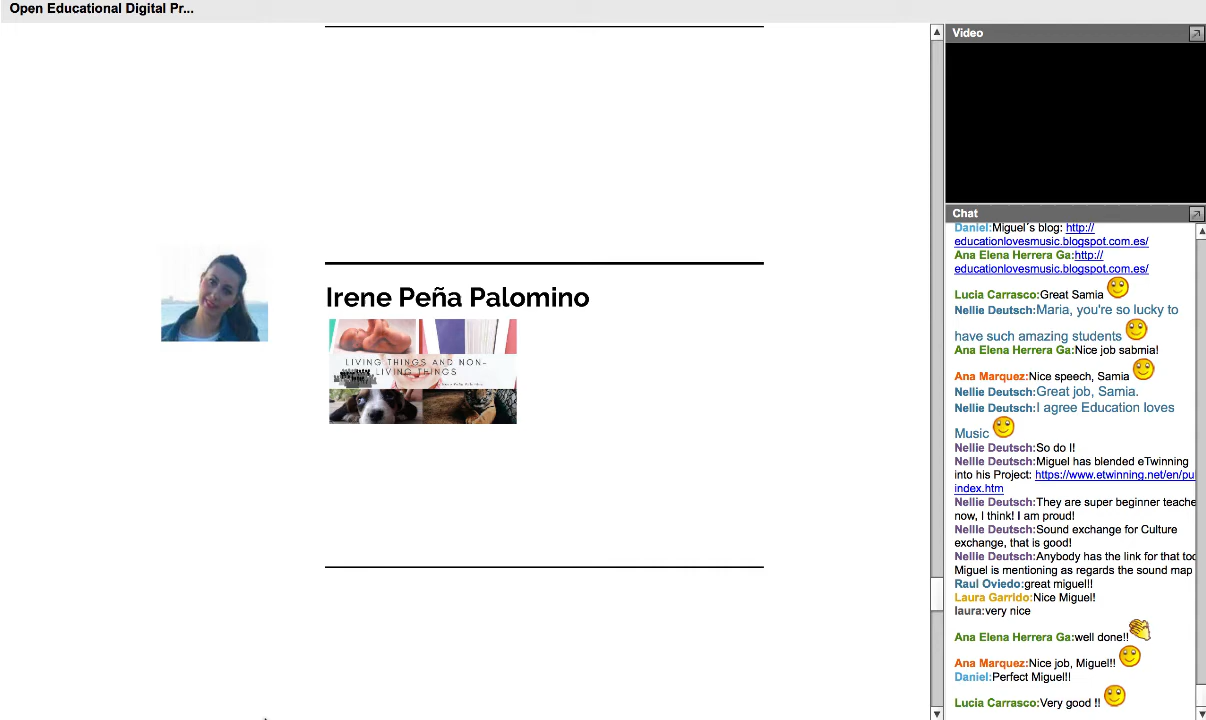 Open Educational Digital Pr...
Irene Peña Palomino
LIVING THINGS AND NON-
LIVING THINGS
Video
Chat
Daniel:Miguel´s blog: http://
educationlovesmusic.blogspot.com.es/
Ana Elena Herrera Ga:http://
educationlovesmusic.blogspot.com.es/
Lucia Carrasco:Great Samia
Nellie Deutsch:Maria, you're so lucky to
have such amazing students
Ana Elena Herrera Ga:Nice job sabmia!
Ana Marquez:Nice speech, Samia
Nellie Deutsch:Great job, Samia.
Nellie Deutsch:I agree Education loves
Music
Nellie Deutsch:So do I!
Nellie Deutsch:Miguel has blended eTwinning
into his Project: https://www.etwinning.net/en/pu
index.htm
Nellie Deutsch:They are super beginner teache
now, I think! I am proud!
Nellie Deutsch:Sound exchange for Culture
exchange, that is good!
Nellie Deutsch:Anybody has the link for that too
Miguel is mentioning as regards the sound map
Raul Oviedo:great miguel!!
Laura Garrido:Nice Miguel!
laura:very nice
Ana Elena Herrera Ga:well done!!
Ana Marquez:Nice job, Miguel!!
Daniel:Perfect Miguel!!
Lucia Carrasco:Very good !!